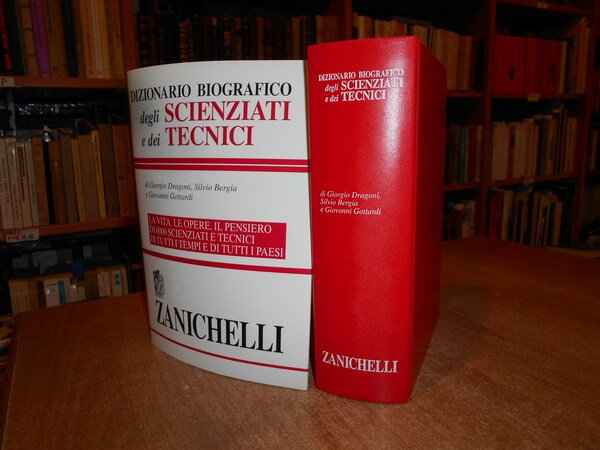 DIZIONARIO BIOGRAFICO
degli SCIENZIATI
e dei TECNICI
di Giorgio Dragoni, Silvio Bergia
e Giovanni Gottardi
LA VITA, LE OPERE, IL PENSIERO
DI 6000 SCIENZIATI E TECNICI
DI TUTTI I TEMPI E DI TUTTI I PAESI
ZANICHELLI
DIZIONARIO BIOGRAFICO
degli SCIENZIATI
e dei TECNICI
di Giorgio Dragoni,
Silvio Bergia
e Giovanni Gottardi
ZANICHELLI